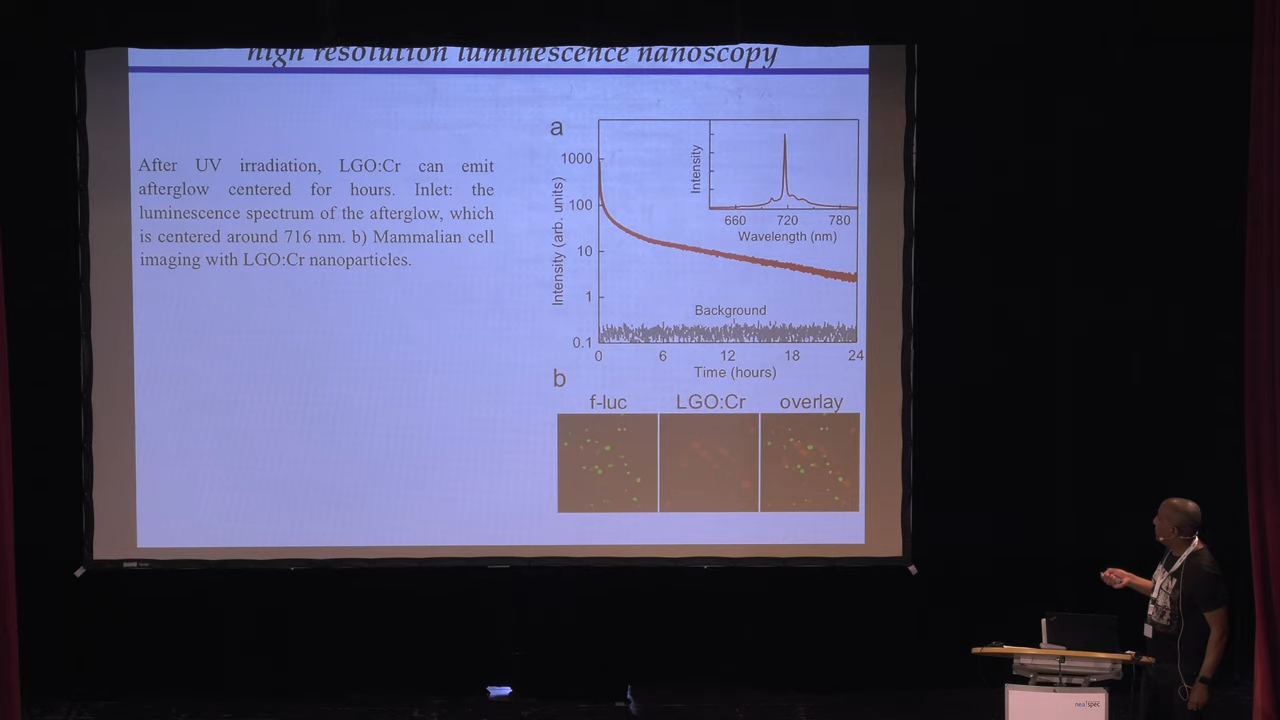 high resolution luminescence nanoscopy
After UV irradiation, LGO:Cr can emit
afterglow centered for hours. Inlet: the
luminescence spectrum of the afterglow, which
is centered around 716 nm. b) Mammalian cell
imaging with LGO:Cr nanoparticles.
a
Intensity (arb. units)
1000
100
10
1
0.1
Intensity
660 720 780
Wavelength (nm)
Background
0 6 12 18 24
Time (hours)
b
f-luc LGO:Cr overlay
nea|spec